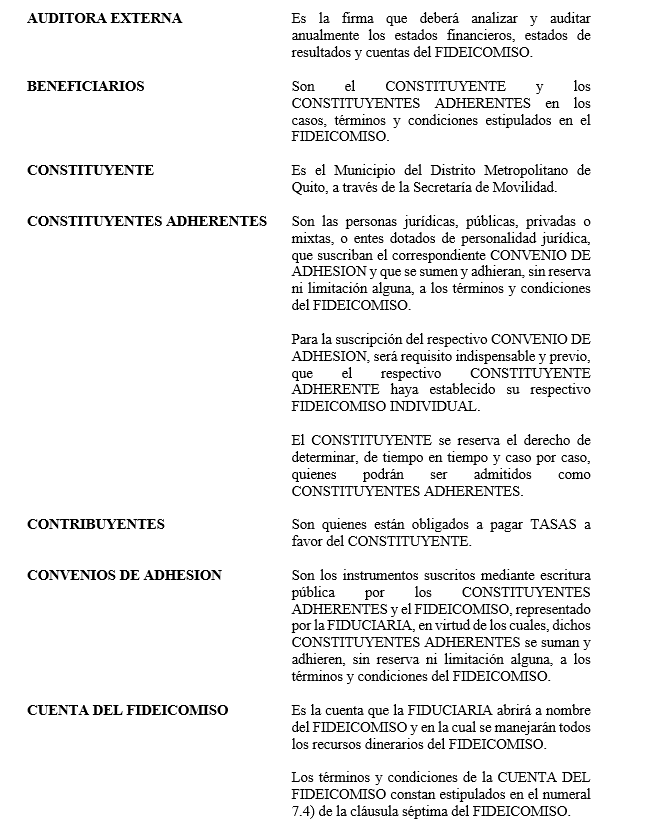 AUDITORA EXTERNA
Es la firma que deberá analizar y auditar
anualmente los estados financieros, estados de
resultados y cuentas del FIDEICOMISO.
BENEFICIARIOS
Son el CONSTITUYENTE y los
CONSTITUYENTES ADHERENTES en los
casos, términos y condiciones estipulados en el
FIDEICOMISO.
CONSTITUYENTE
Es el Municipio del Distrito Metropolitano de
Quito, a través de la Secretaría de Movilidad.
CONSTITUYENTES ADHERENTES
Son las personas jurídicas, públicas, privadas o
mixtas, o entes dotados de personalidad jurídica,
que suscriban el correspondiente CONVENIO DE
ADHESION y que se sumen y adhieran, sin reserva
ni limitación alguna, a los términos y condiciones
del FIDEICOMISO.
Para la suscripción del respectivo CONVENIO DE
ADHESION, será requisito indispensable y previo,
que el respectivo CONSTITUYENTE
ADHERENTE haya establecido su respectivo
FIDEICOMISO INDIVIDUAL.
El CONSTITUYENTE se reserva el derecho de
determinar, de tiempo en tiempo y caso por caso,
quienes podrán ser admitidos como
CONSTITUYENTES ADHERENTES.
CONTRIBUYENTES
Son quienes están obligados a pagar TASAS a
favor del CONSTITUYENTE.
CONVENIOS DE ADHESION
Son los instrumentos suscritos mediante escritura
pública por los CONSTITUYENTES
ADHERENTES y el FIDEICOMISO, representado
por la FIDUCIARIA, en virtud de los cuales, dichos
CONSTITUYENTES ADHERENTES se suman y
adhieren, sin reserva ni limitación alguna, a los
términos y condiciones del FIDEICOMISO.
CUENTA DEL FIDEICOMISO
Es la cuenta que la FIDUCIARIA abrirá a nombre
del FIDEICOMISO y en la cual se manejarán todos
los recursos dinerarios del FIDEICOMISO.
Los términos y condiciones de la CUENTA DEL
FIDEICOMISO constan estipulados en el numeral
7.4) de la cláusula séptima del FIDEICOMISO.